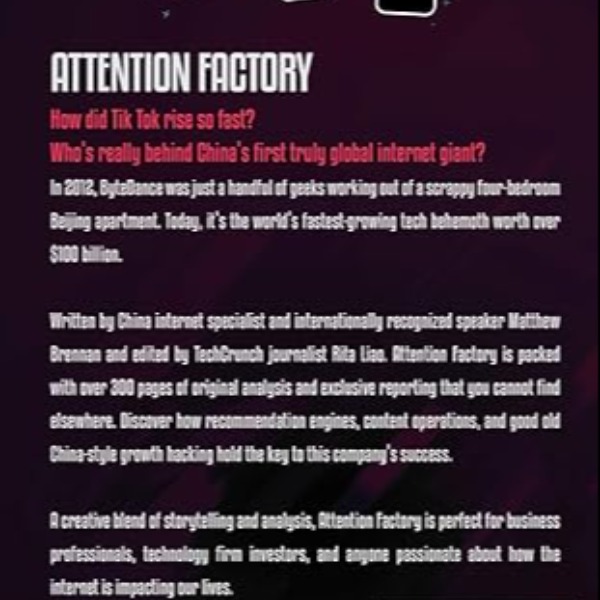 ATTENTION FACTORY
How did Tik Tok rise so fast?
Who's really behind China's first truly global internet giant?
In 2012, ByteDance was just a handful of geeks working out of a scrappy four-bedroom
Beijing apartment. Today, it's the world's fastest-growing tech behemoth worth over
$100 billion.
Written by China internet specialist and internationally recognized speaker Matthew
Brennan and edited by TechCrunch journalist Rita Liao. Attention Factory is packed
with over 300 pages of original analysis and exclusive reporting that you cannot find
elsewhere. Discover how recommendation engines, content operations, and good old
China-style growth hacking hold the key to this company's success.
A creative blend of storytelling and analysis, Attention Factory is perfect for business
professionals, technology firm investors, and anyone passionate about how the
internet is impacting our lives.